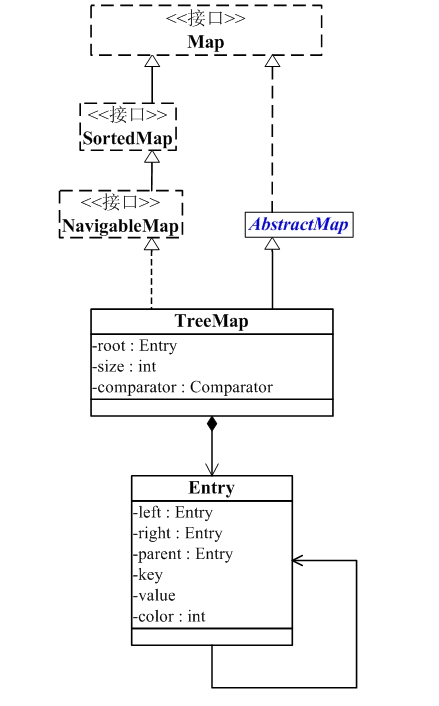 <<接口>>
Map
<<接口>>
SortedMap
<<接口>>
NavigableMap
AbstractMap
TreeMap
-root : Entry
-size : int
-comparator : Comparator
Entry
-left : Entry
-right : Entry
-parent : Entry
-key
-value
-color : int